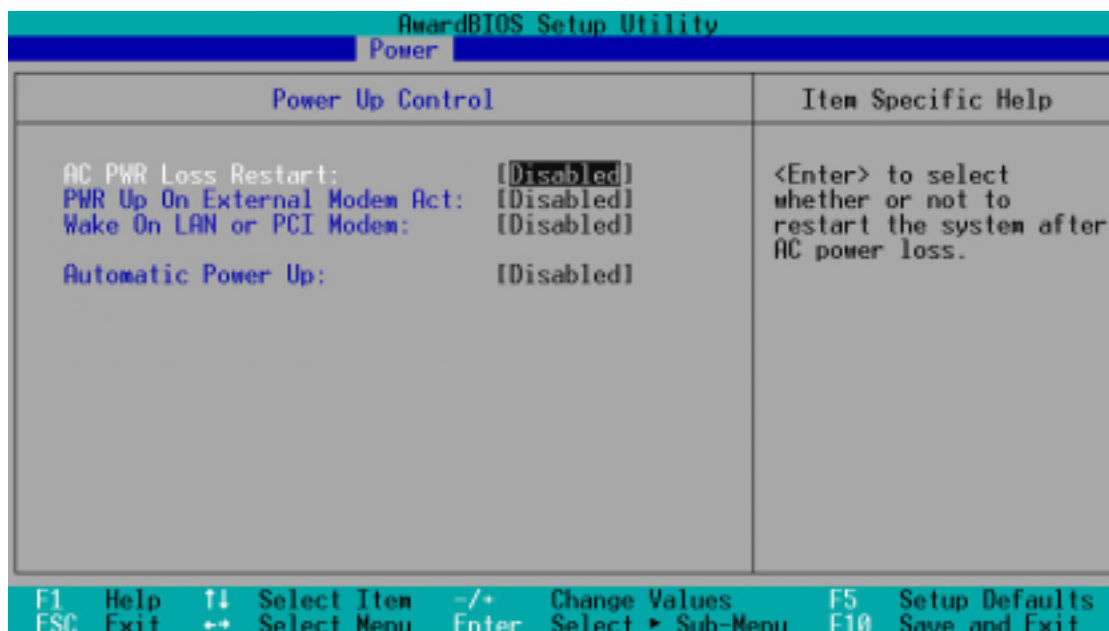 AwardBIOS Setup Utility
Power
Power Up Control
Item Specific Help
AC PWR Loss Restart: [Disabled]
PWR Up On External Modem Act: [Disabled]
Wake On LAN or PCI Modem: [Disabled]
Automatic Power Up: [Disabled]
<Enter> to select
whether or not to
restart the system after
AC power loss.
F1 Help ↑↓ Select Item -/+ Change Values F5 Setup Defaults
ESC Exit ←→ Select Menu Enter Select ▸ Sub-Menu F10 Save and Exit